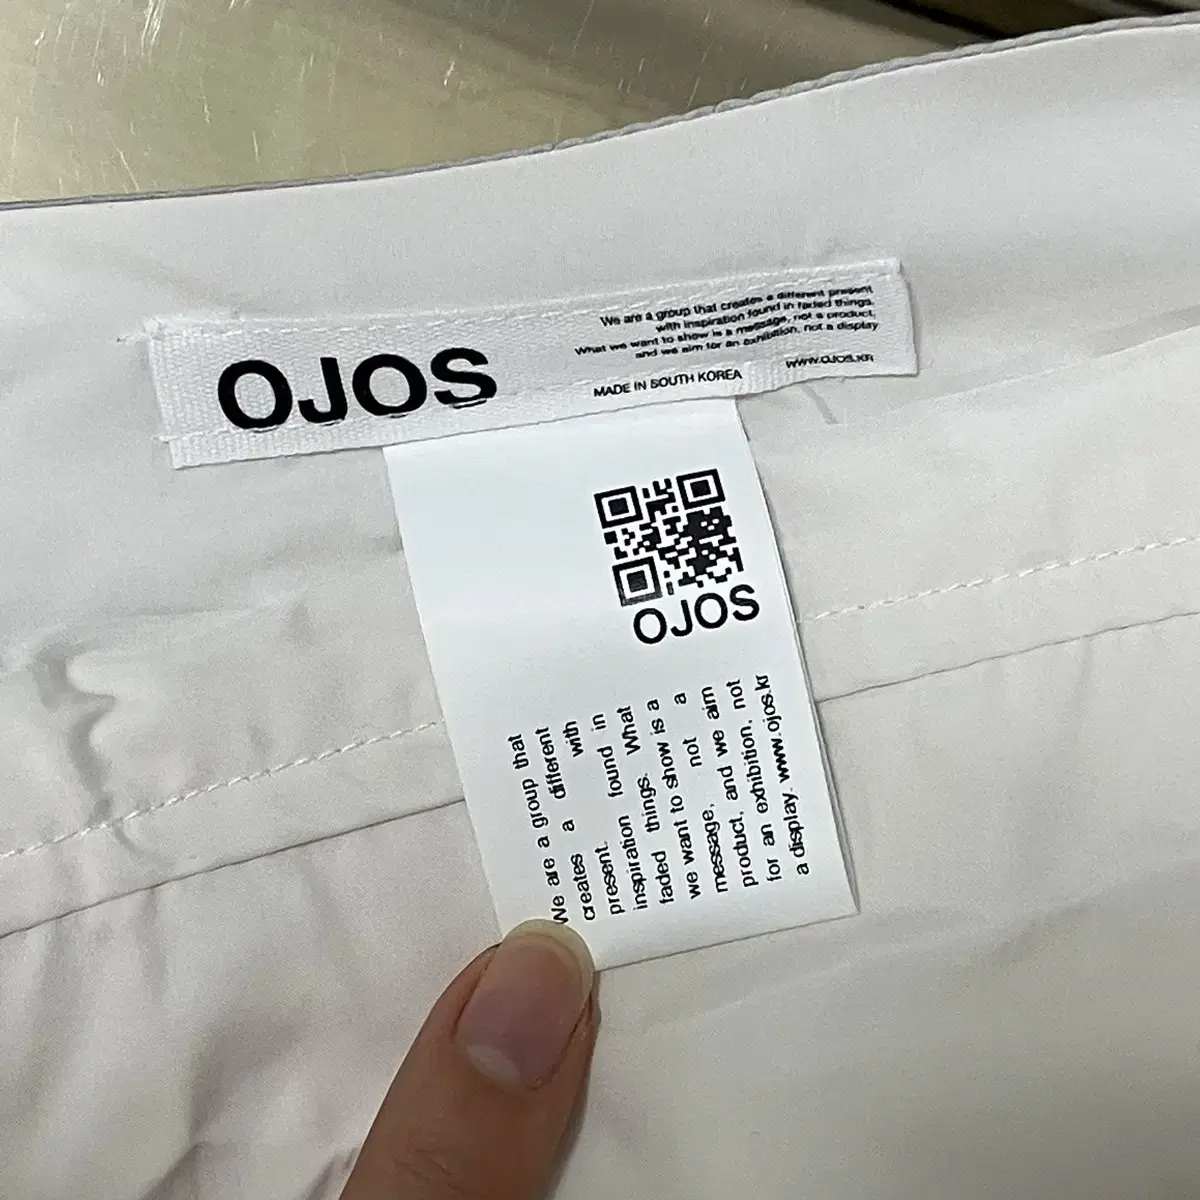 OJOS
We are a group that creates a different present
with inspiration found in faded things.
What we want to show is a message, not a product,
and we aim for an exhibition, not a display
MADE IN SOUTH KOREA
WWW.OJOS.KR
OJOS
We are a group that
creates a different
present. with
inspiration found in
faded things. What
we want to show is a
message, not a
product, and we aim
for an exhibition, not
a display. www.ojos.kr